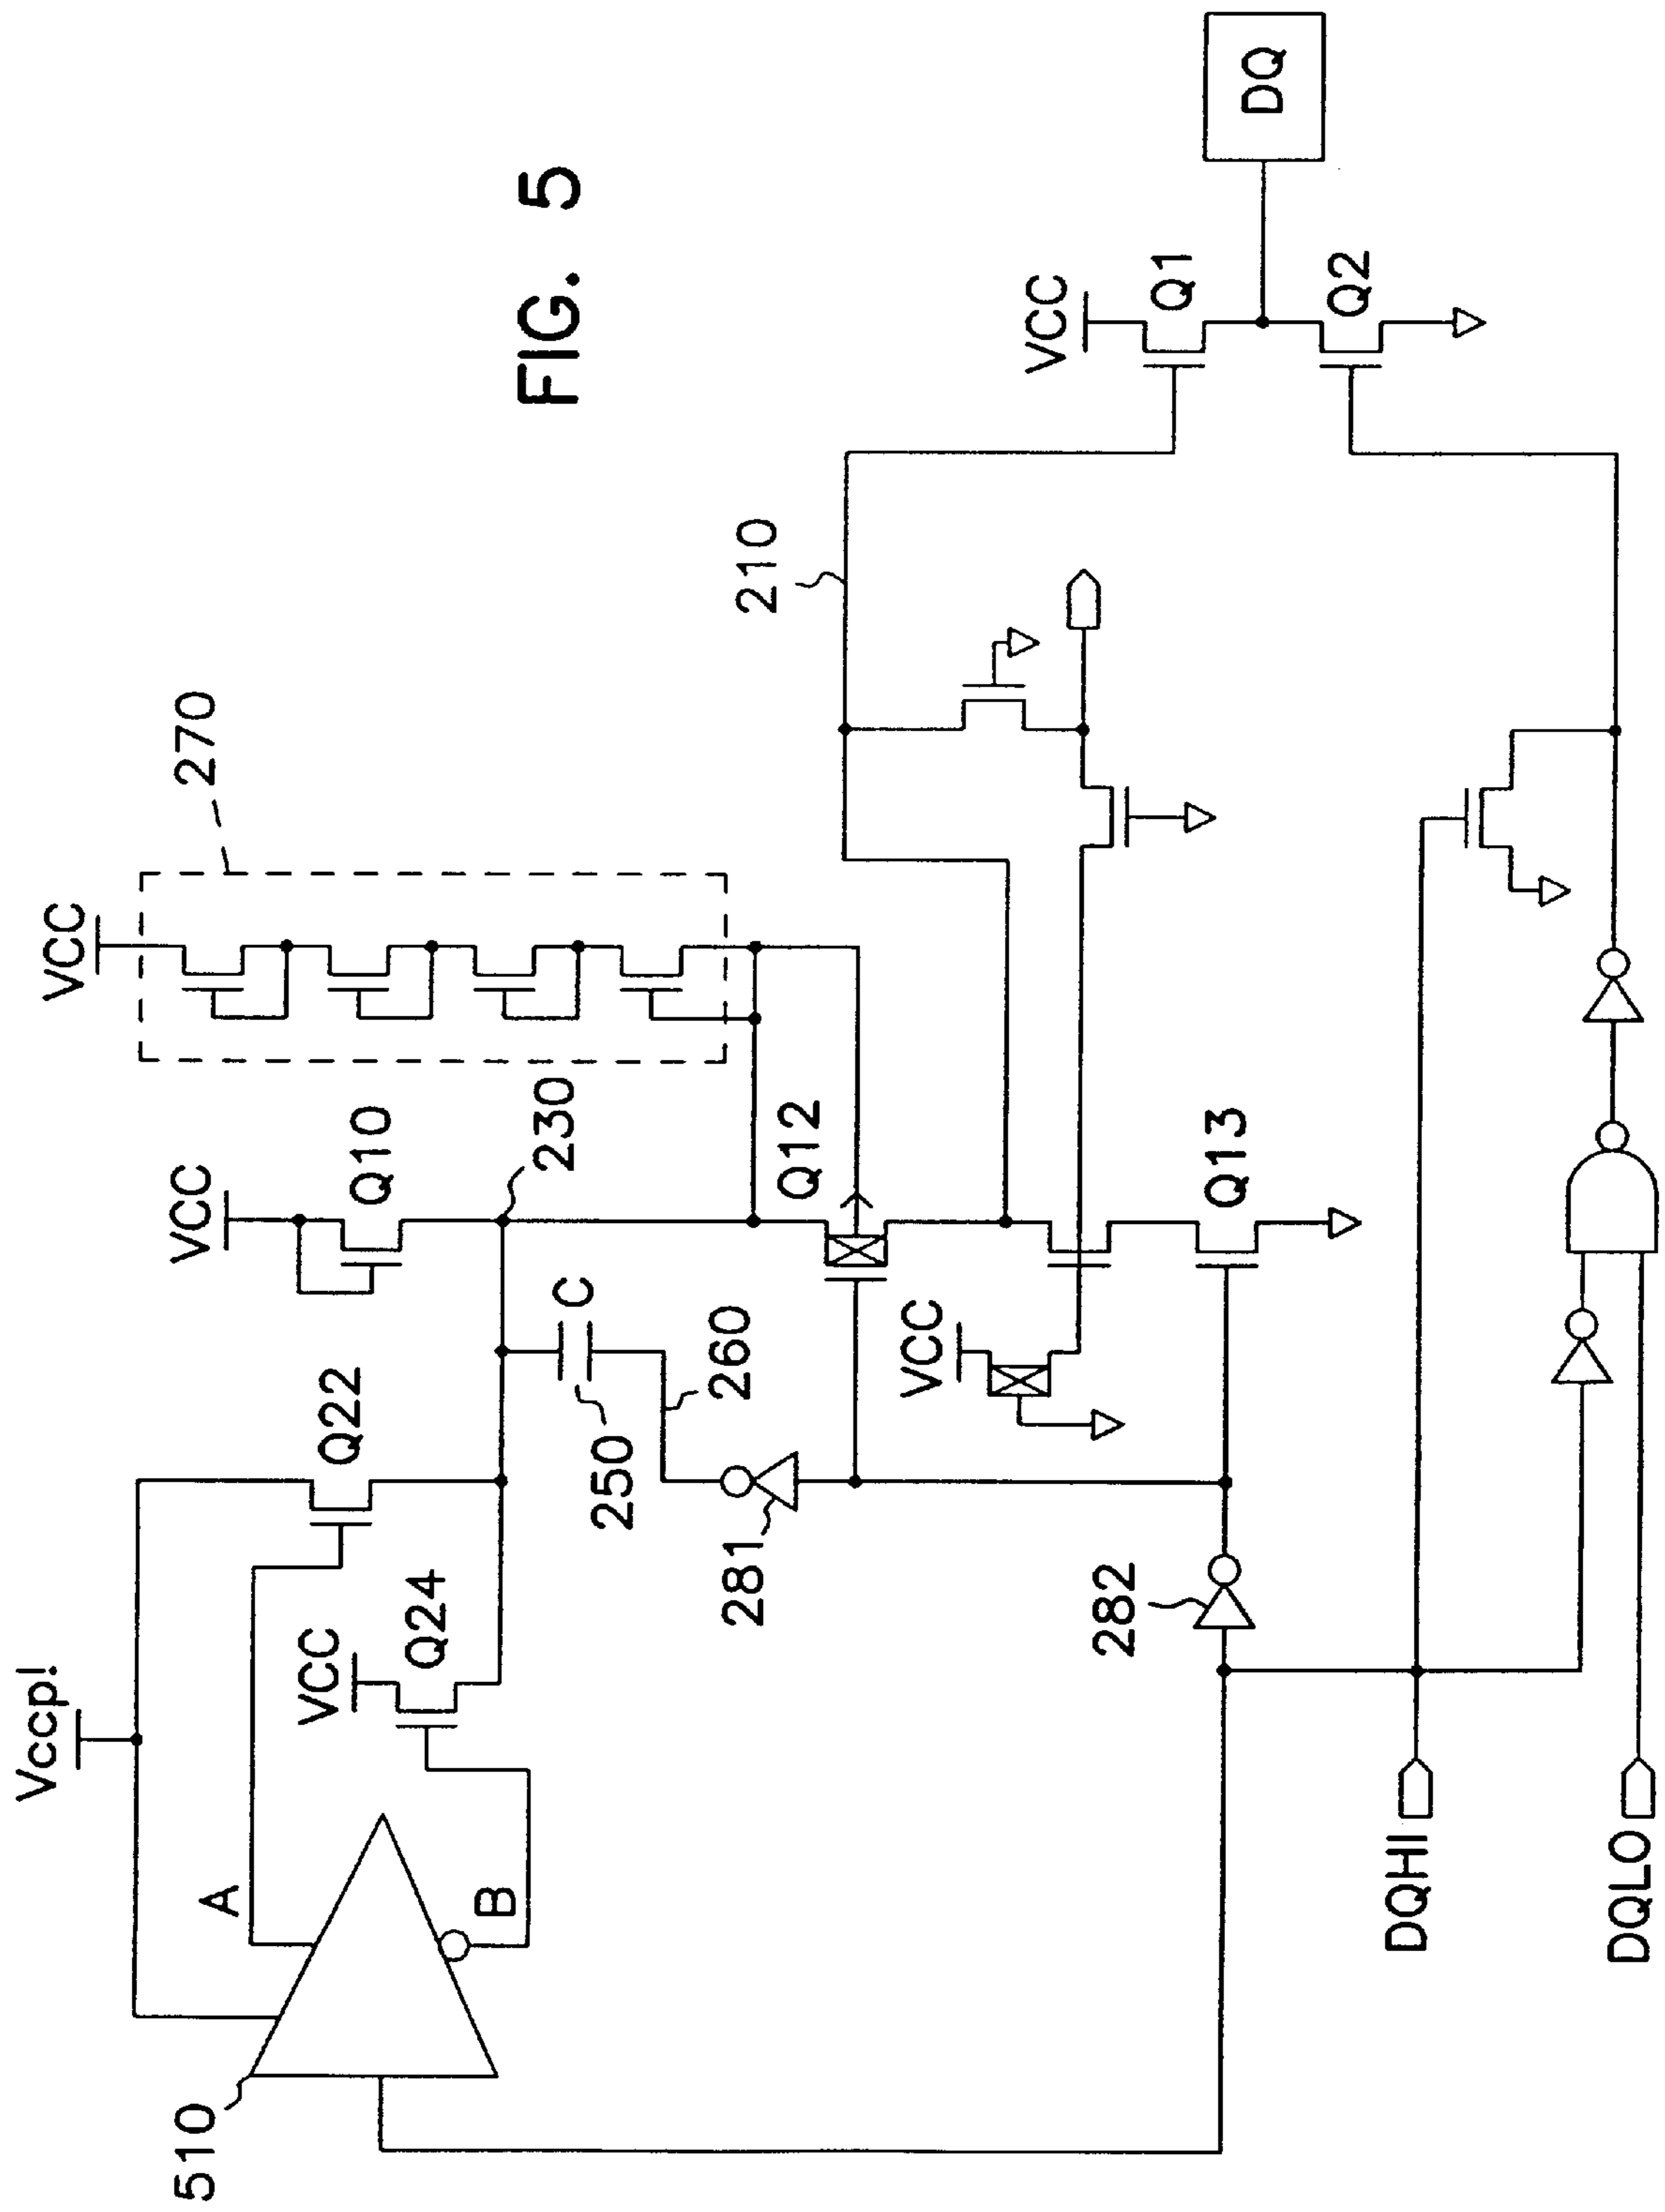 FIG. 5
Vccp!
510
A
B
VCC
Q24
Q22
VCC
Q10
230
VCC
270
C
250
260
281
Q12
VCC
282
Q13
210
VCC
Q1
Q2
DQ
DQHI
DQLO